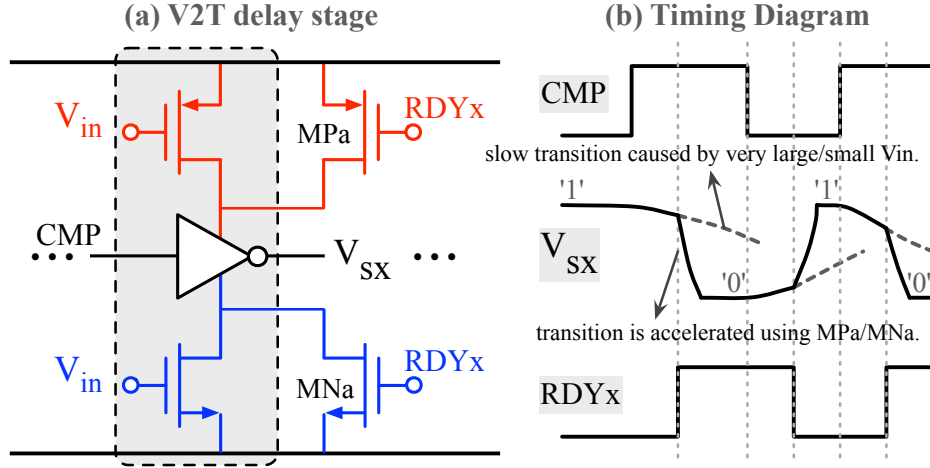 (a) V2T delay stage
Vin
MPa
RDYx
CMP
VSX
Vin
MNa
RDYx
(b) Timing Diagram
CMP
slow transition caused by very large/small Vin.
'1'
'1'
VSX
'0'
'0'
transition is accelerated using MPa/MNa.
RDYx